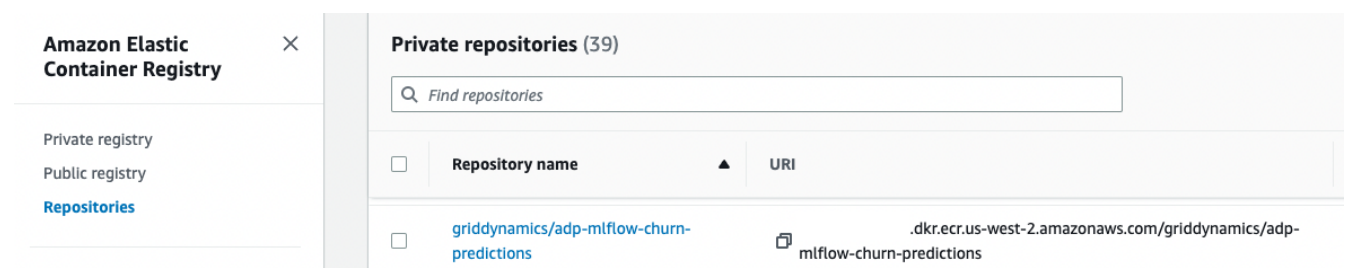 Amazon Elastic
Container Registry
Private registry
Public registry
Repositories
Private repositories (39)
Find repositories
Repository name
URI
griddynamics/adp-mlflow-churn-
predictions
.dkr.ecr.us-west-2.amazonaws.com/griddynamics/adp-
mlflow-churn-predictions